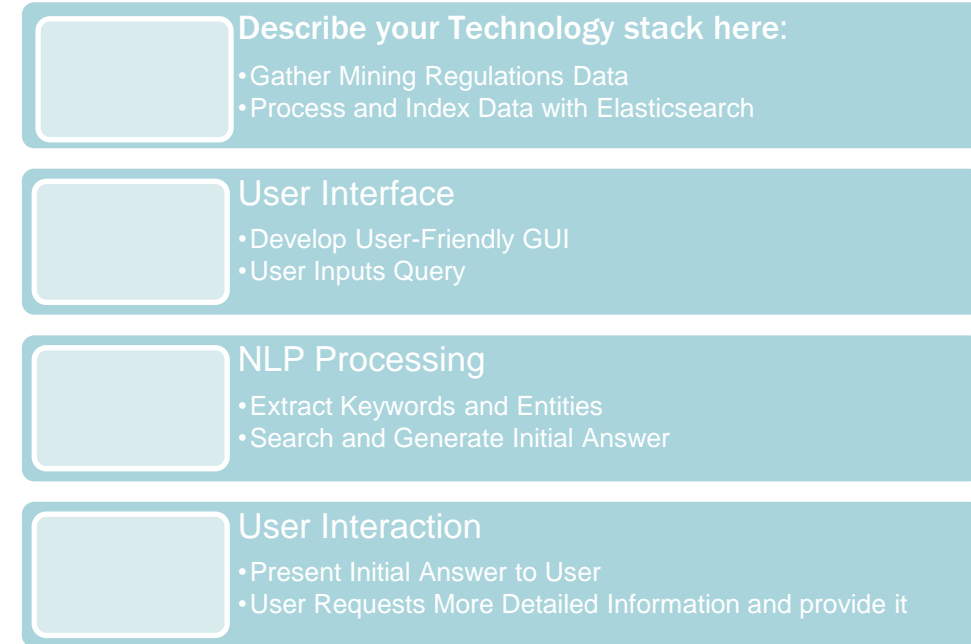 Describe your Technology stack here:
•Gather Mining Regulations Data
•Process and Index Data with Elasticsearch
User Interface
•Develop User-Friendly GUI
•User Inputs Query
NLP Processing
•Extract Keywords and Entities
•Search and Generate Initial Answer
User Interaction
•Present Initial Answer to User
•User Requests More Detailed Information and provide it